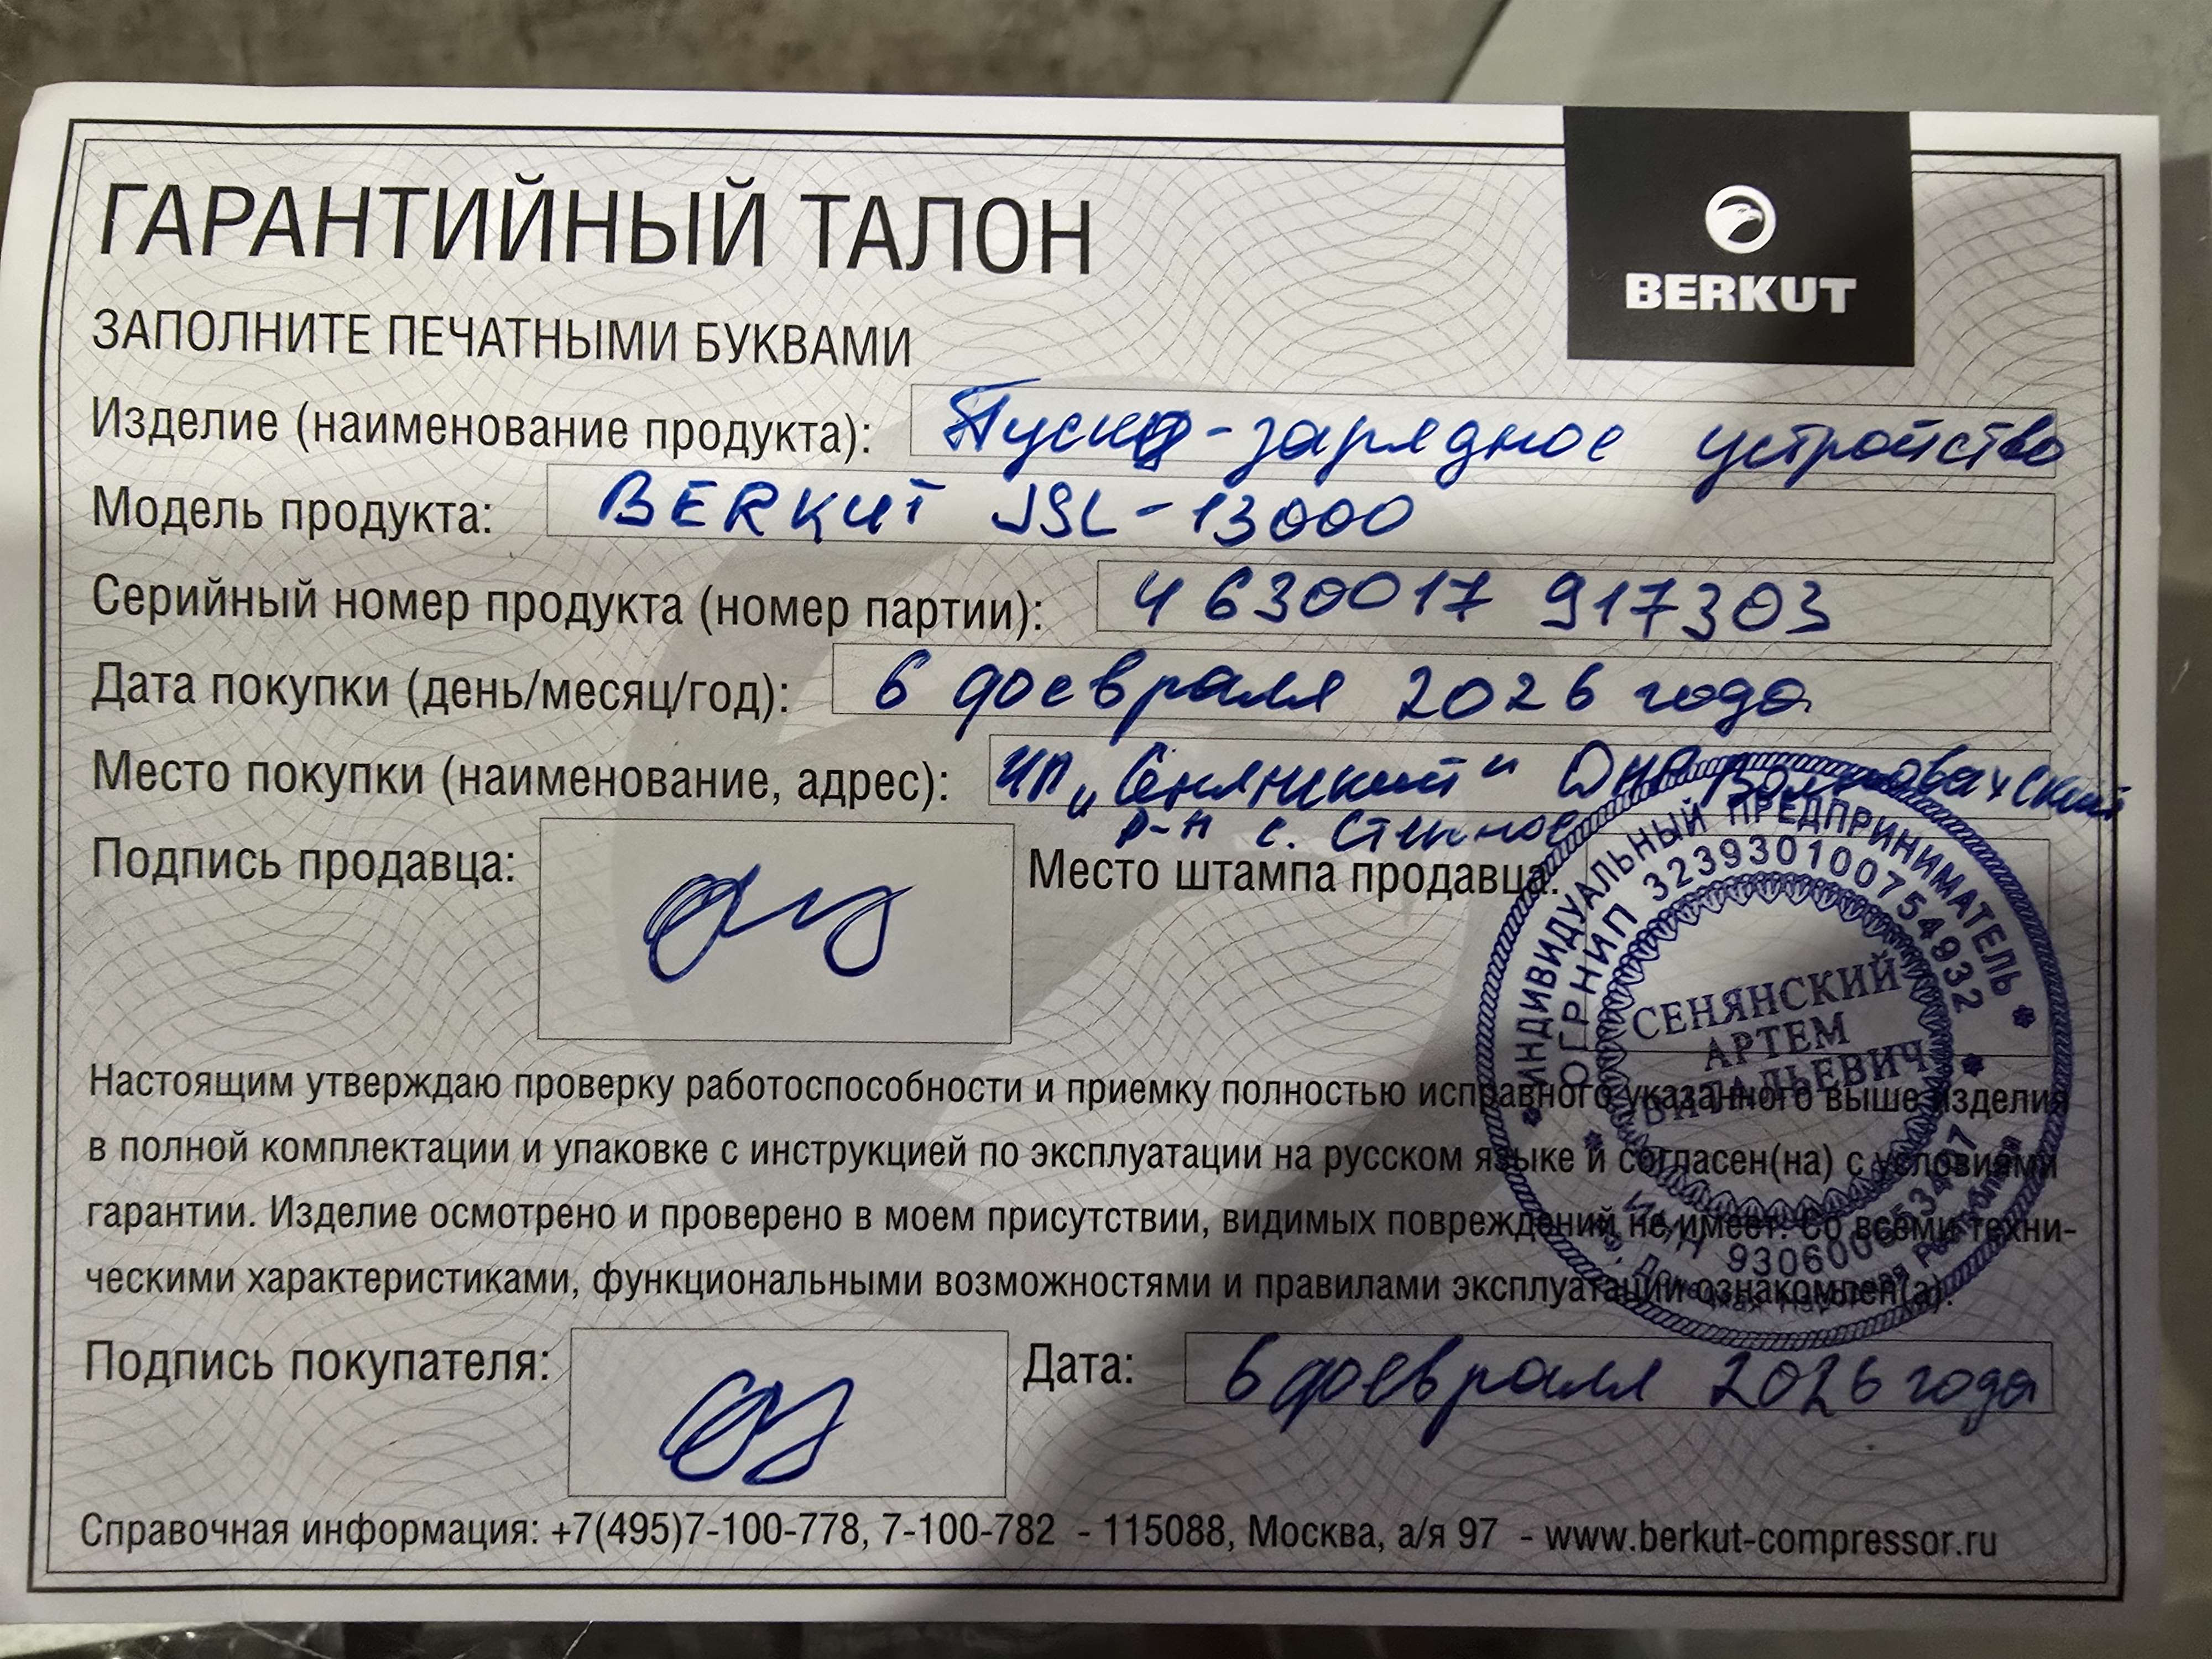 ГАРАНТИЙНЫЙ ТАЛОН
BERKUT
ЗАПОЛНИТЕ ПЕЧАТНЫМИ БУКВАМИ
Изделие (наименование продукта): Пуско-зарядное устройство
Модель продукта: BERKUT JSL-13000
Серийный номер продукта (номер партии): 4630017 917303
Дата покупки (день/месяц/год): 6 февраля 2026 года
Место покупки (наименование, адрес): ИП "Сенянский" ДНР Волновахский
р-н с. Степное
Подпись продавца:
Место штампа продавца:
ИНДИВИДУАЛЬНЫЙ ПРЕДПРИНИМАТЕЛЬ
ОГРНИП 323930100754932
СЕНЯНСКИЙ
АРТЕМ
ВИТАЛЬЕВИЧ
ИНН
Донецкая Народная Республика
Настоящим утверждаю проверку работоспособности и приемку полностью исправного указанного выше изделия
в полной комплектации и упаковке с инструкцией по эксплуатации на русском языке и согласен(на) с условиями
гарантии. Изделие осмотрено и проверено в моем присутствии, видимых повреждений не имеет. Со всеми техни-
ческими характеристиками, функциональными возможностями и правилами эксплуатации ознакомлен(а).
Подпись покупателя:
Дата: 6 февраля 2026 года
Справочная информация: +7(495)7-100-778, 7-100-782 - 115088, Москва, а/я 97 - www.berkut-compressor.ru